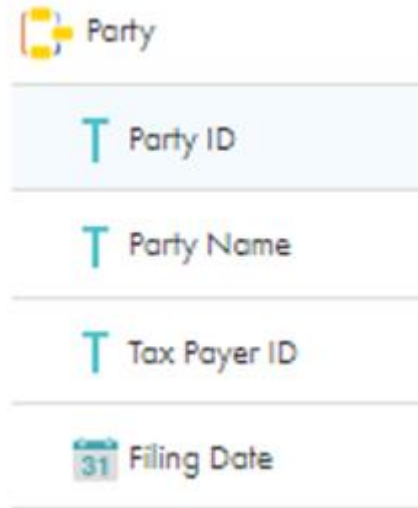 Party
T Party ID
T Party Name
T Tax Payer ID
31 Filing Date